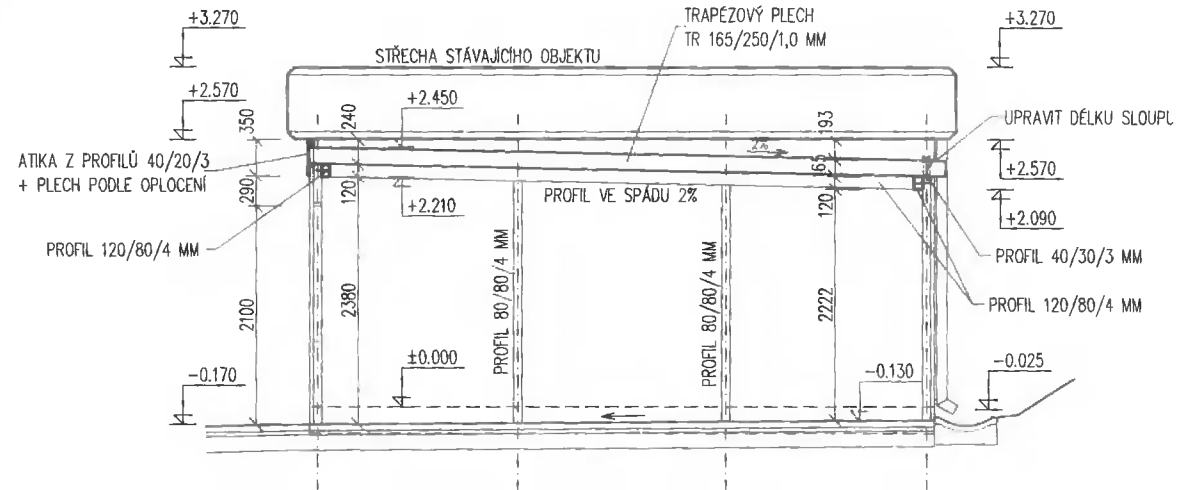 +3.270
TRAPÉZOVÝ PLECH
TR 165/250/1,0 MM
+3.270
STŘECHA STÁVAJÍCÍHO OBJEKTU
+2.570
350
+2.450
240
193
UPRAVIT DÉLKU SLOUPU
2%
ATIKA Z PROFILŮ 40/20/3
+ PLECH PODLE OPLOCENÍ
+2.570
290
120
+2.210
PROFIL VE SPÁDU 2%
120
+2.090
PROFIL 120/80/4 MM
PROFIL 40/30/3 MM
PROFIL 120/80/4 MM
2100
2380
PROFIL 80/80/4 MM
PROFIL 80/80/4 MM
2222
-0.170
±0.000
-0.130
-0.025